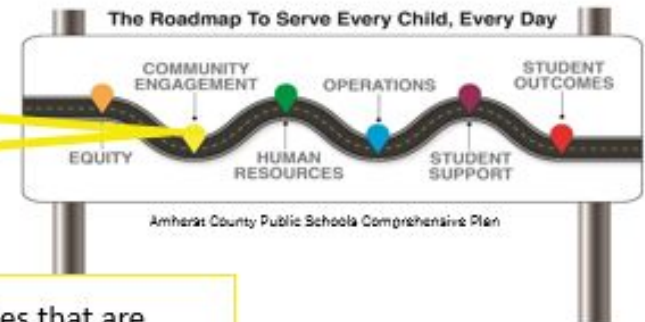 The Roadmap To Serve Every Child, Every Day
COMMUNITY
ENGAGEMENT
OPERATIONS
STUDENT
OUTCOMES
EQUITY
HUMAN
RESOURCES
STUDENT
SUPPORT
Amherst County Public Schools Comprehensive Plan
es that are